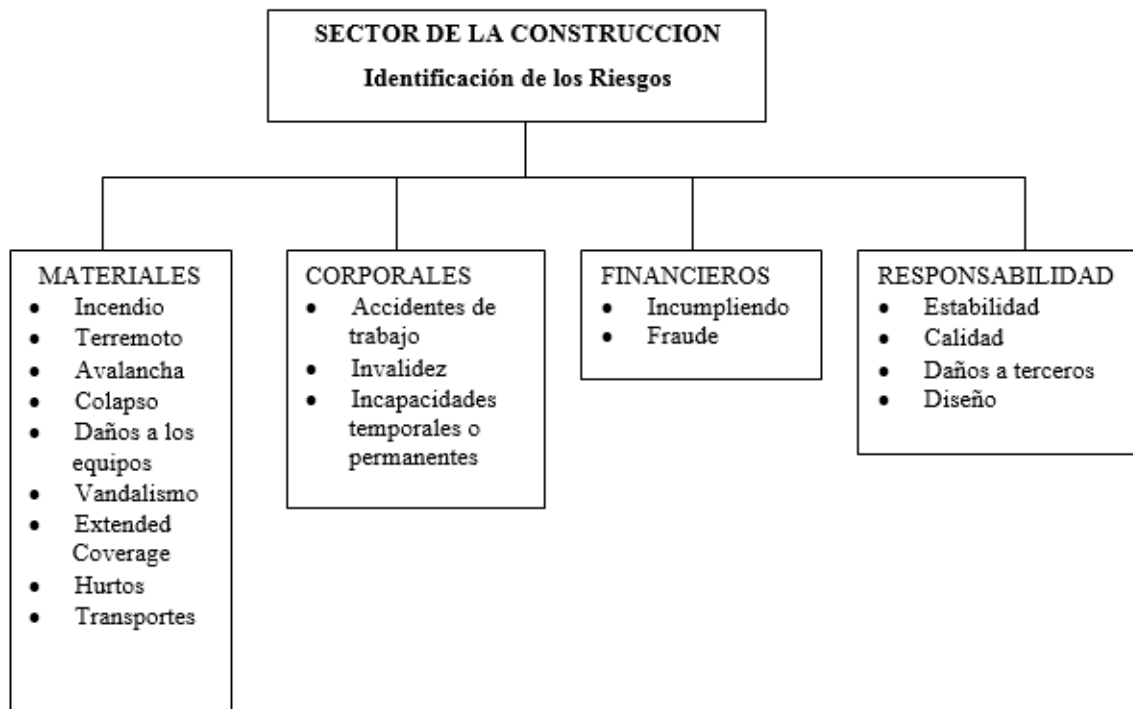 SECTOR DE LA CONSTRUCCION
Identificación de los Riesgos
MATERIALES
• Incendio
• Terremoto
• Avalancha
• Colapso
• Daños a los
equipos
• Vandalismo
• Extended
Coverage
• Hurtos
• Transportes
CORPORALES
• Accidentes de
trabajo
• Invalidez
• Incapacidades
temporales o
permanentes
FINANCIEROS
• Incumpliendo
• Fraude
RESPONSABILIDAD
• Estabilidad
• Calidad
• Daños a terceros
• Diseño